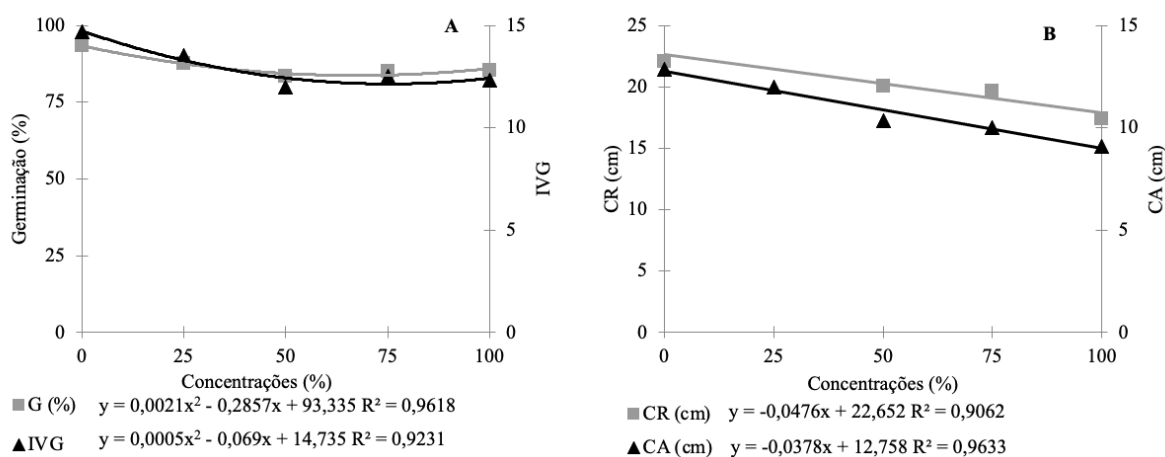 A
100
75
50
25
0
Germinação (%)
15
10
5
0
IVG
0 25 50 75 100
Concentrações (%)
G (%) y = 0,0021x² - 0,2857x + 93,335 R² = 0,9618
IVG y = 0,0005x² - 0,069x + 14,735 R² = 0,9231
B
25
20
15
10
5
0
CR (cm)
15
10
5
0
CA (cm)
0 25 50 75 100
Concentrações (%)
CR (cm) y = -0,0476x + 22,652 R² = 0,9062
CA (cm) y = -0,0378x + 12,758 R² = 0,9633